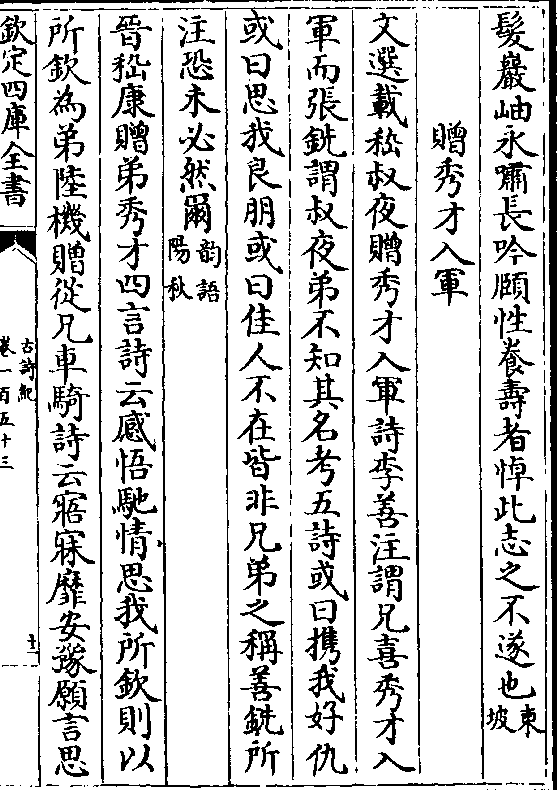 髮巖岫永嘯長吟頤性養壽者悼此志之不遂也東坡
贈秀才入軍
文選載嵇叔夜贈秀才入軍詩李善注謂兄喜秀才入
軍而張銑謂叔夜弟不知其名考五詩或曰携我好仇
或曰思我良朋或曰佳人不在皆非兄弟之稱善銑所
注恐未必然爾韵語陽秋
晉嵇康贈弟秀才四言詩云感悟馳情思我所欽則以
所欽為弟陸機贈從兄車騎詩云寤寐靡安豫願言思
欽定四庫全書
古詩紀
卷一百五十三
十二